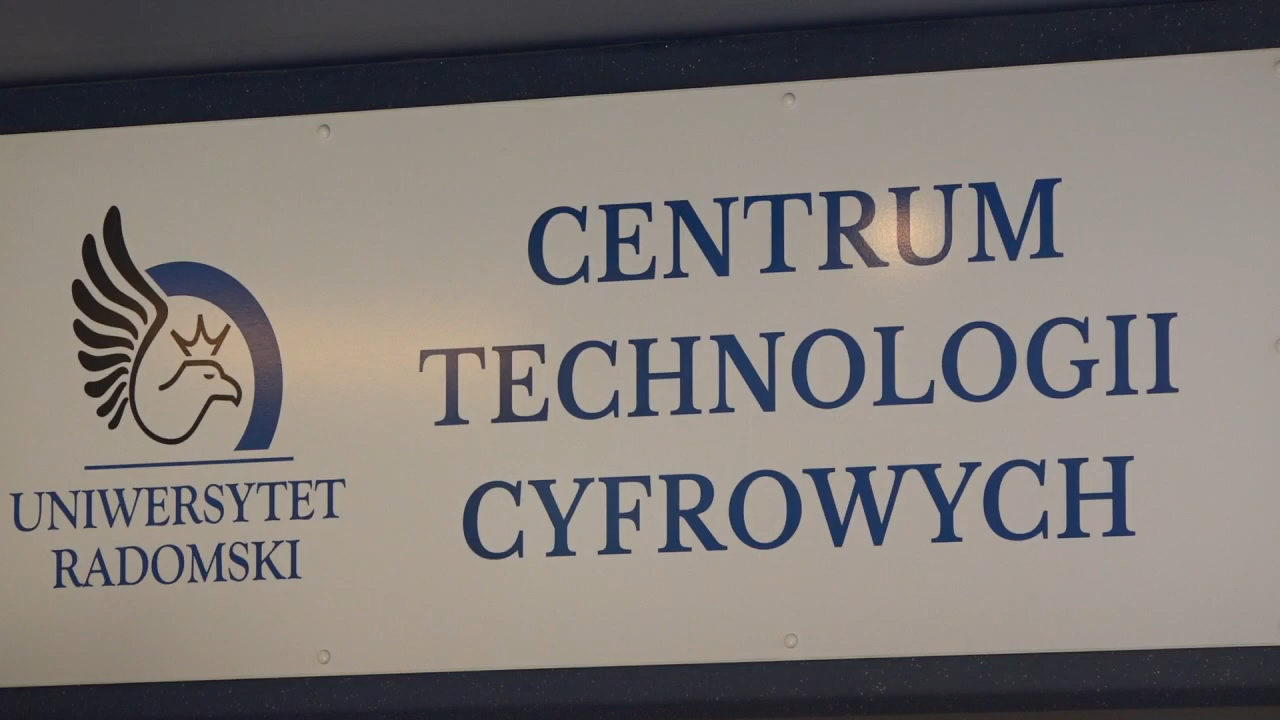 UNIWERSYTET
RADOMSKI
CENTRUM
TECHNOLOGII
CYFROWYCH